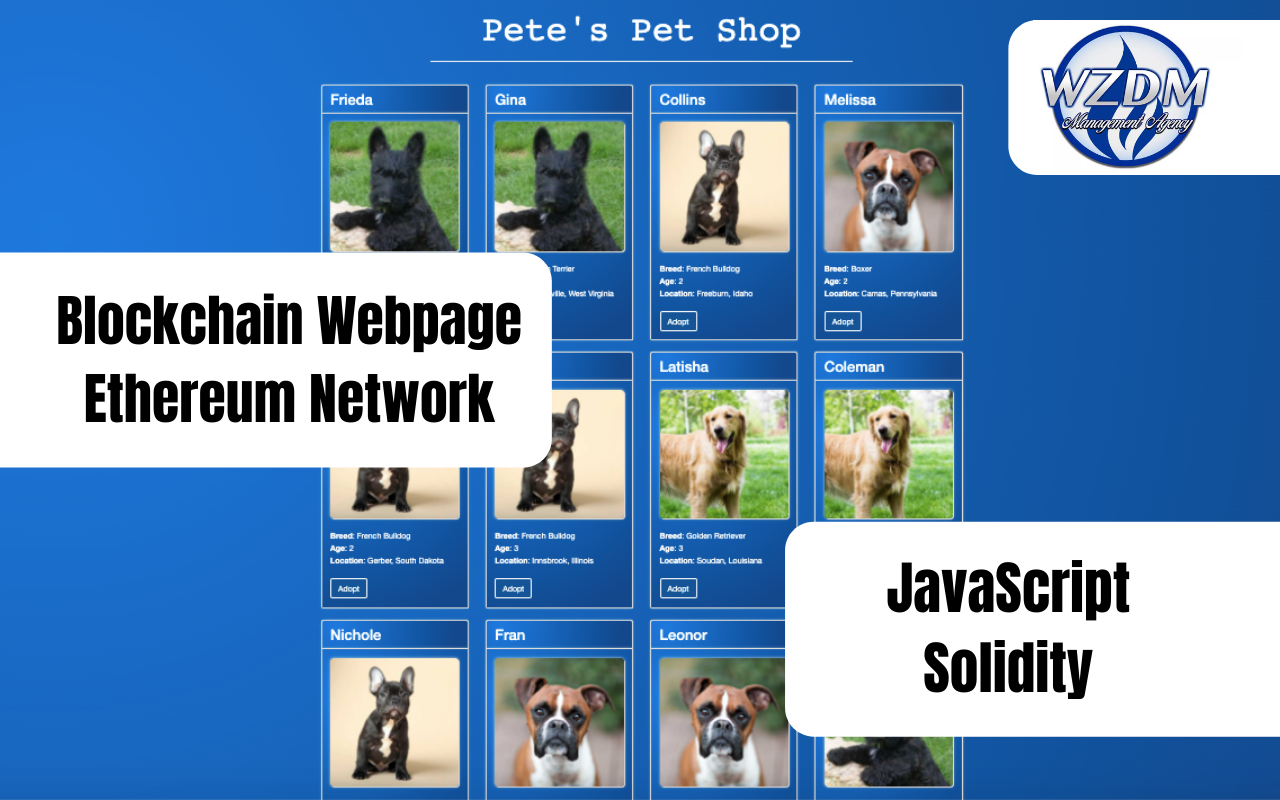 Pete's Pet Shop
WZDM
Management Agency
Frieda
Gina
Collins
Melissa
Terrier
ville, West Virginia
Breed: French Bulldog
Age: 2
Location: Freeburn, Idaho
Adopt
Breed: Boxer
Age: 2
Location: Camas, Pennsylvania
Adopt
Blockchain Webpage
Ethereum Network
Latisha
Coleman
Breed: French Bulldog
Age: 2
Location: Gerber, South Dakota
Adopt
Breed: French Bulldog
Age: 3
Location: Innsbrook, Illinois
Adopt
Breed: Golden Retriever
Age: 3
Location: Soudan, Louisiana
Adopt
JavaScript
Solidity
Nichole
Fran
Leonor